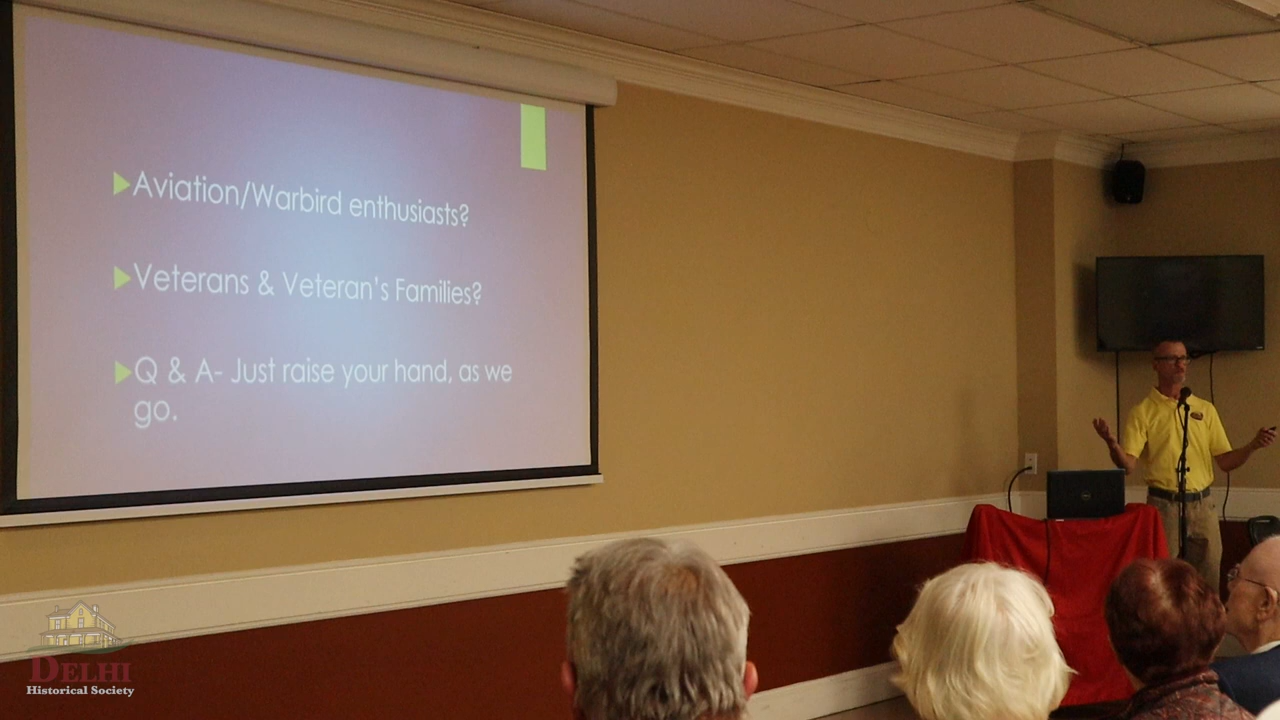 Aviation/Warbird enthusiasts?
Veterans & Veteran's Families?
Q & A- Just raise your hand, as we
go.
DELHI
Historical Society